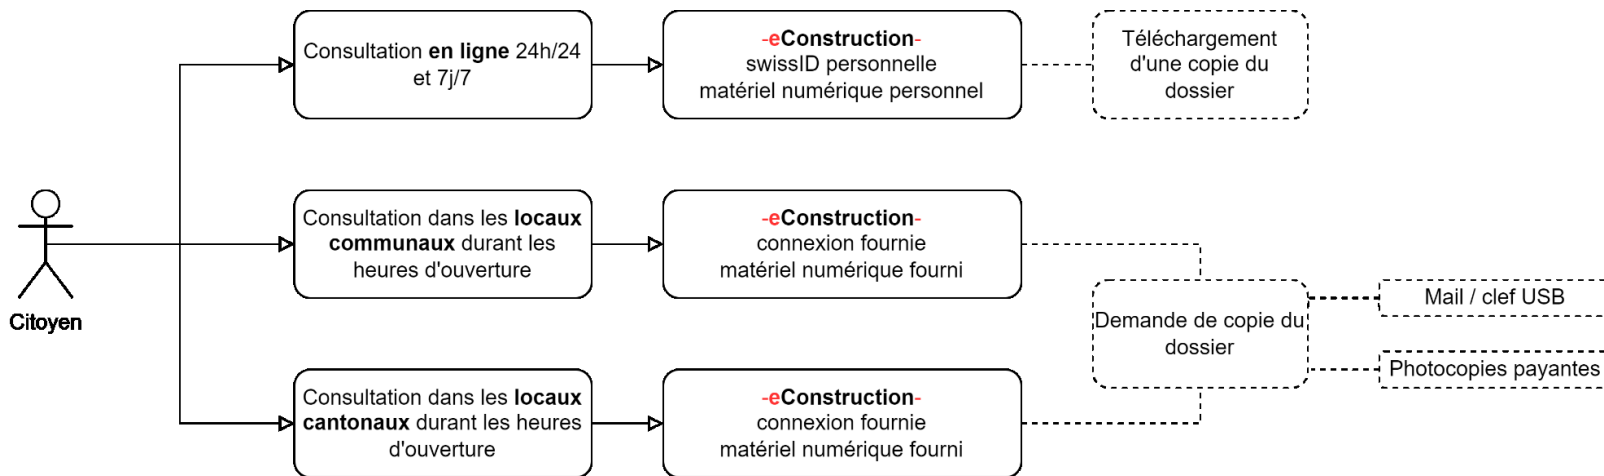 Consultation en ligne 24h/24
et 7j/7
-eConstruction-
swissID personnelle
matériel numérique personnel
Téléchargement
d'une copie du
dossier
Citoyen
Consultation dans les locaux
communaux durant les
heures d'ouverture
-eConstruction-
connexion fournie
matériel numérique fourni
Demande de copie du
dossier
Mail / clef USB
Photocopies payantes
Consultation dans les locaux
cantonaux durant les heures
d'ouverture
-eConstruction-
connexion fournie
matériel numérique fourni